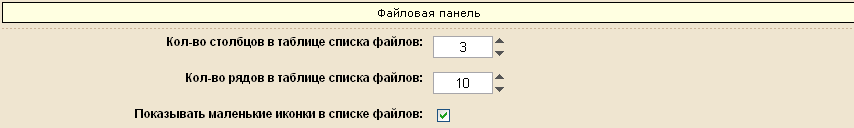 Файловая панель
Кол-во столбцов в таблице списка файлов: 3
Кол-во рядов в таблице списка файлов: 10
Показывать маленькие иконки в списке файлов: